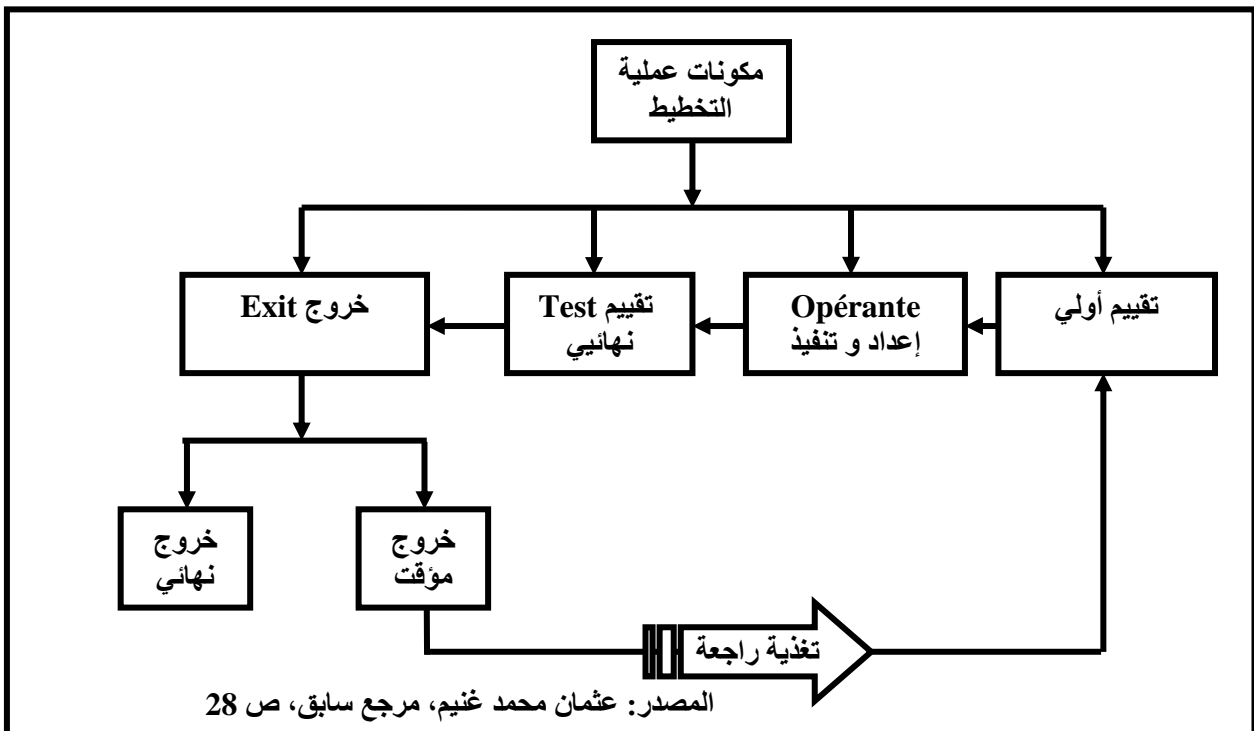 مكونات عملية
التخطيط
تقييم أولي
Opérante
إعداد و تنفيذ
تقييم Test
نهائيي
خروج Exit
خروج
مؤقت
خروج
نهائي
تغذية راجعة
المصدر: عثمان محمد غنيم، مرجع سابق، ص 28